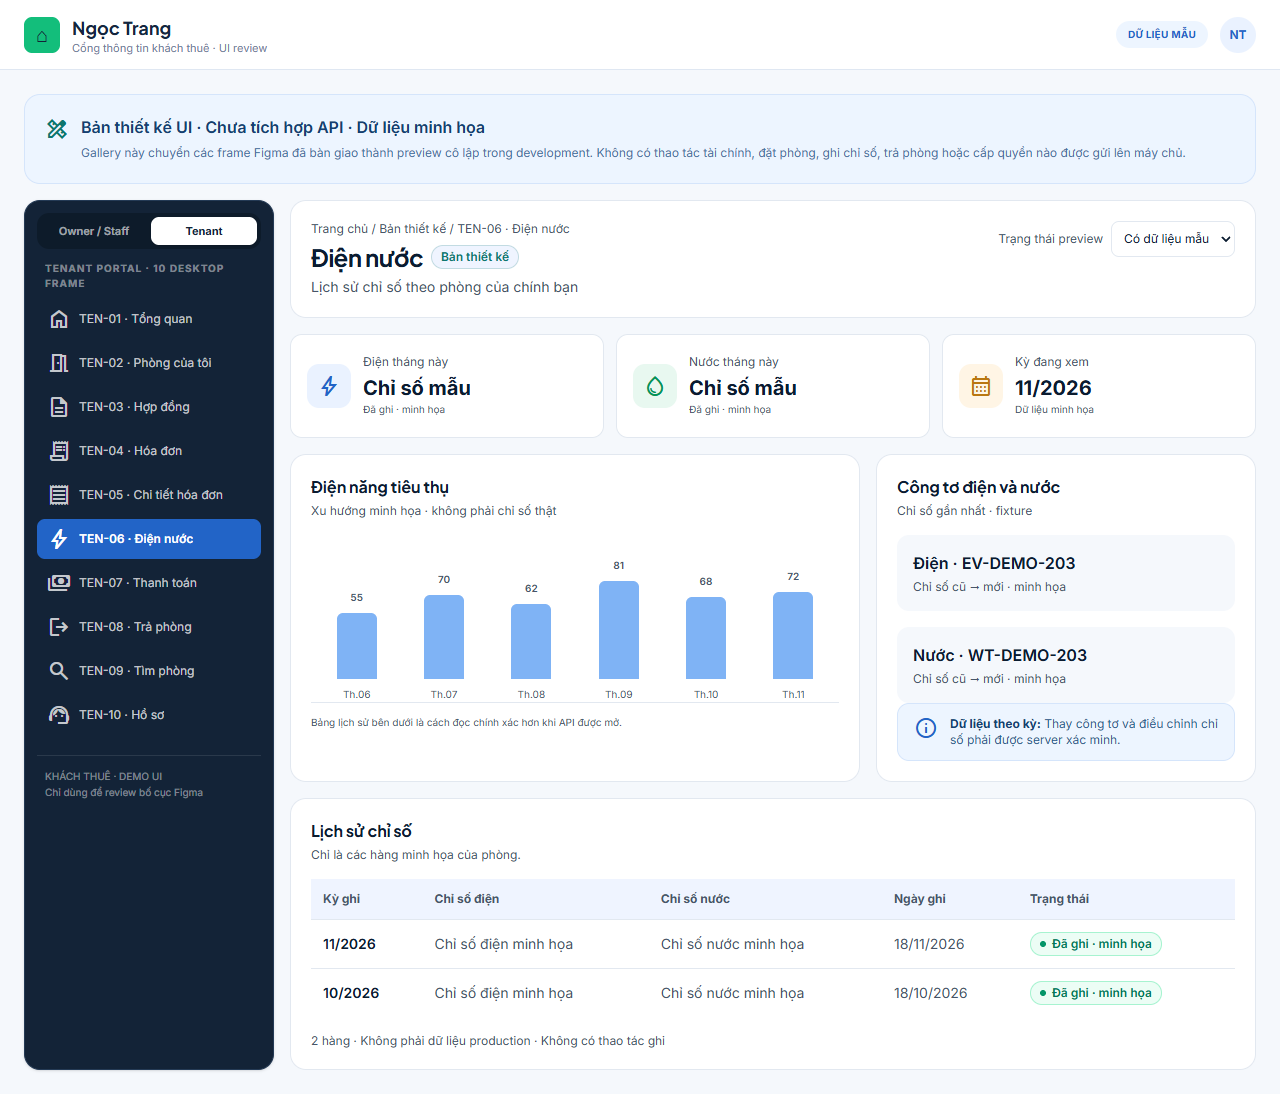 Ngọc Trang
Cổng thông tin khách thuê · UI review
DỮ LIỆU MẪU
NT
Bản thiết kế UI · Chưa tích hợp API · Dữ liệu minh họa
Gallery này chuyển các frame Figma đã bàn giao thành preview cô lập trong development. Không có thao tác tài chính, đặt phòng, ghi chỉ số, trả phòng hoặc cấp quyền nào được gửi lên máy chủ.
Owner / Staff
Tenant
TENANT PORTAL · 10 DESKTOP
FRAME
TEN-01 · Tổng quan
TEN-02 · Phòng của tôi
TEN-03 · Hợp đồng
TEN-04 · Hóa đơn
TEN-05 · Chi tiết hóa đơn
TEN-06 · Điện nước
TEN-07 · Thanh toán
TEN-08 · Trả phòng
TEN-09 · Tìm phòng
TEN-10 · Hồ sơ
KHÁCH THUÊ · DEMO UI
Chỉ dùng để review bố cục Figma
Trang chủ / Bản thiết kế / TEN-06 · Điện nước
Điện nước
Bản thiết kế
Lịch sử chỉ số theo phòng của chính bạn
Trạng thái preview
Có dữ liệu mẫu
Điện tháng này
Chỉ số mẫu
Đã ghi · minh họa
Nước tháng này
Chỉ số mẫu
Đã ghi · minh họa
Kỳ đang xem
11/2026
Dữ liệu minh họa
Điện năng tiêu thụ
Xu hướng minh họa · không phải chỉ số thật
55
70
62
81
68
72
Th.06
Th.07
Th.08
Th.09
Th.10
Th.11
Bảng lịch sử bên dưới là cách đọc chính xác hơn khi API được mở.
Công tơ điện và nước
Chỉ số gần nhất · fixture
Điện · EV-DEMO-203
Chỉ số cũ → mới · minh họa
Nước · WT-DEMO-203
Chỉ số cũ → mới · minh họa
Dữ liệu theo kỳ: Thay công tơ và điều chỉnh chỉ
số phải được server xác minh.
Lịch sử chỉ số
Chỉ là các hàng minh họa của phòng.
Kỳ ghi
Chỉ số điện
Chỉ số nước
Ngày ghi
Trạng thái
11/2026
Chỉ số điện minh họa
Chỉ số nước minh họa
18/11/2026
Đã ghi · minh họa
10/2026
Chỉ số điện minh họa
Chỉ số nước minh họa
18/10/2026
Đã ghi · minh họa
2 hàng · Không phải dữ liệu production · Không có thao tác ghi